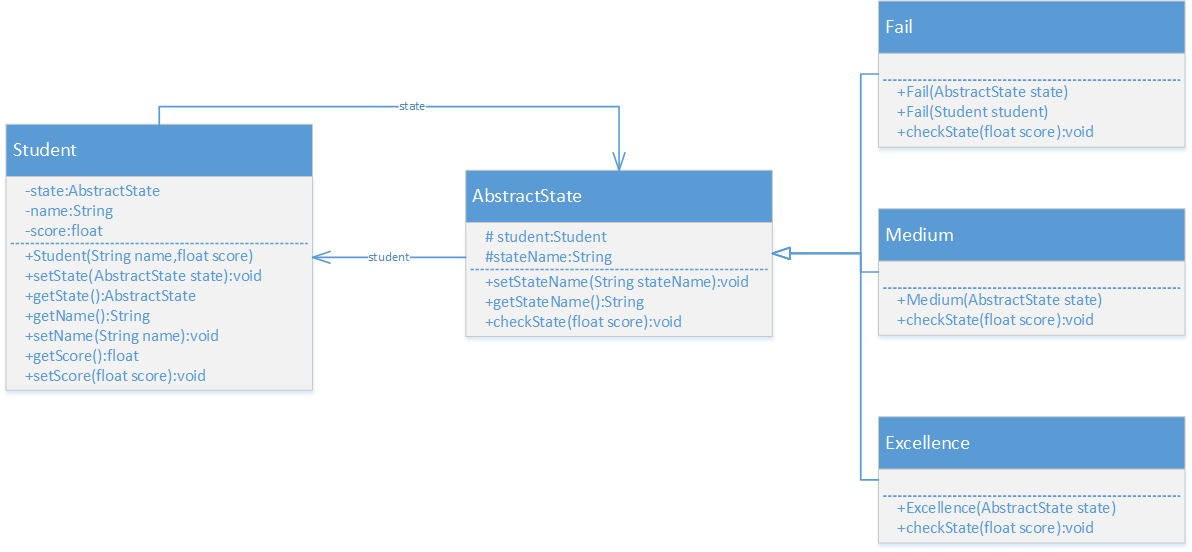 Student
-state:AbstractState
-name:String
-score:float
+Student(String name,float score)
+setState(AbstractState state):void
+getState():AbstractState
+getName():String
+setName(String name):void
+getScore():float
+setScore(float score):void
state
student
AbstractState
# student:Student
#stateName:String
+setStateName(String stateName):void
+getStateName():String
+checkState(float score):void
Fail
+Fail(AbstractState state)
+Fail(Student student)
+checkState(float score):void
Medium
+Medium(AbstractState state)
+checkState(float score):void
Excellence
+Excellence(AbstractState state)
+checkState(float score):void